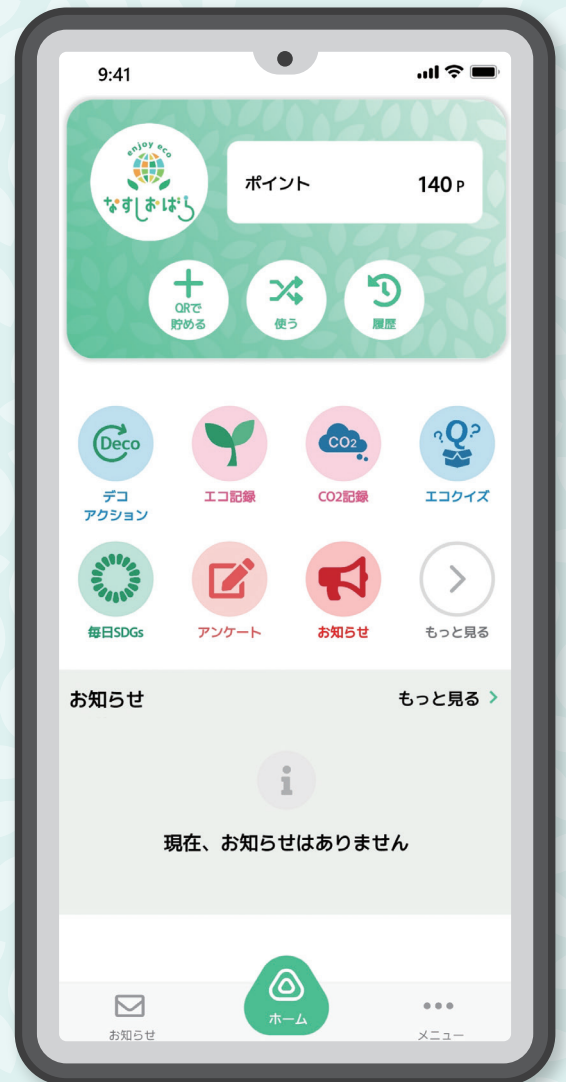 9:41
enjoy eco
なすしおばら
ポイント 140 P
QRで
貯める
使う
履歴
Deco
CO2
?Q?
デコ
アクション
エコ記録
CO2記録
エコクイズ
毎日SDGs
アンケート
お知らせ
もっと見る
お知らせ
もっと見る
i
現在、お知らせはありません
お知らせ
ホーム
メニュー